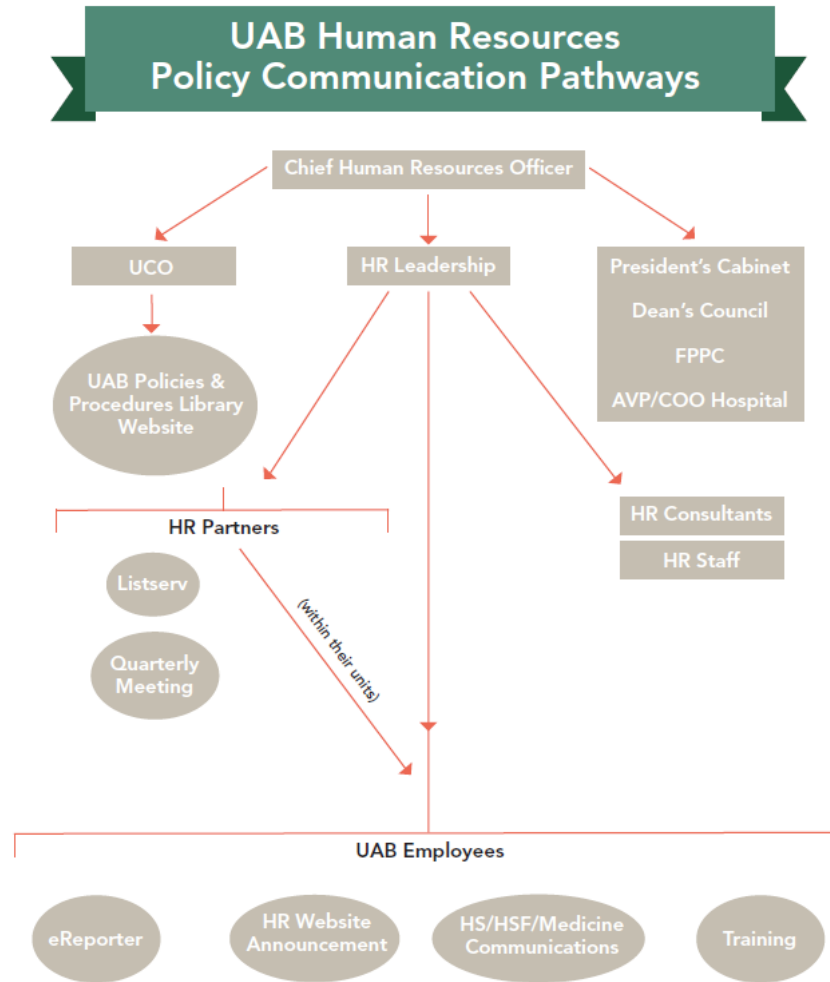 UAB Human Resources
Policy Communication Pathways
Chief Human Resources Officer
UCO
HR Leadership
President's Cabinet
Dean's Council
FPPC
AVP/COO Hospital
UAB Policies &
Procedures Library
Website
HR Consultants
HR Staff
HR Partners
Listserv
Quarterly
Meeting
(within their units)
UAB Employees
eReporter
HR Website
Announcement
HS/HSF/Medicine
Communications
Training